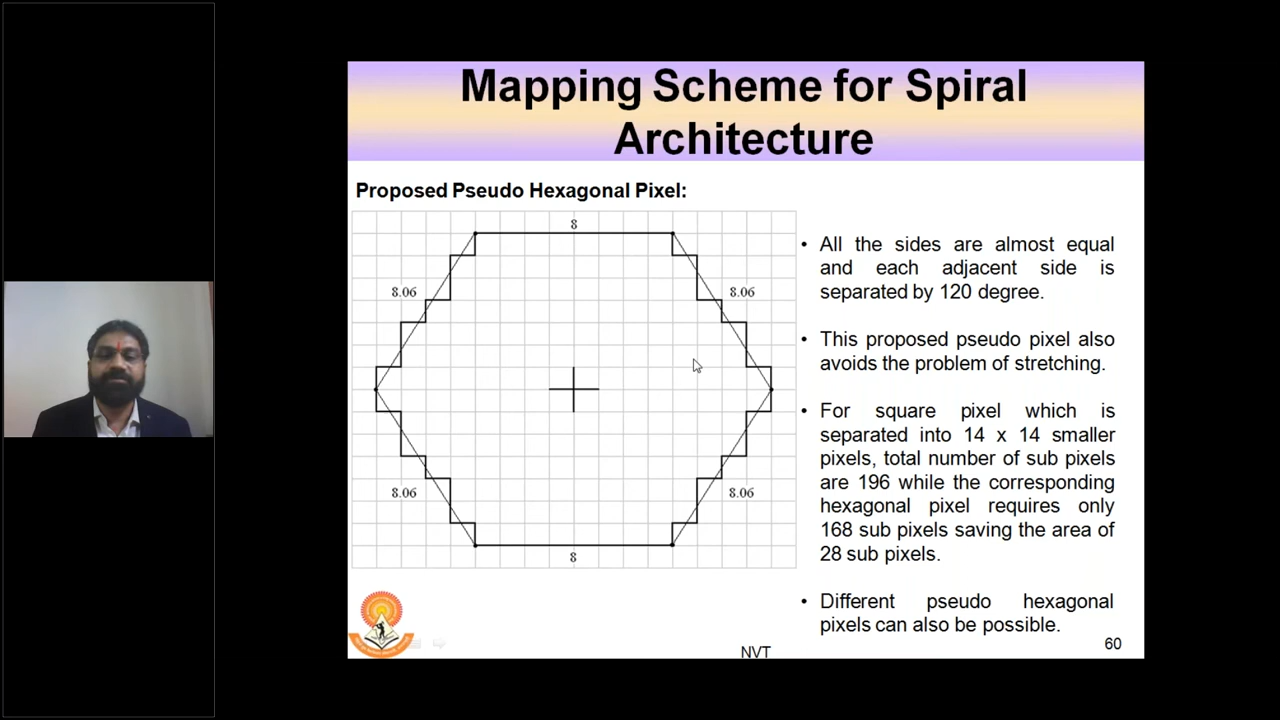 Mapping Scheme for Spiral
Architecture
Proposed Pseudo Hexagonal Pixel:
8
8.06
8.06
8.06
8.06
8
• All the sides are almost equal
and each adjacent side is
separated by 120 degree.
• This proposed pseudo pixel also
avoids the problem of stretching.
• For square pixel which is
separated into 14 x 14 smaller
pixels, total number of sub pixels
are 196 while the corresponding
hexagonal pixel requires only
168 sub pixels saving the area of
28 sub pixels.
• Different pseudo hexagonal
pixels can also be possible.
NVT
60